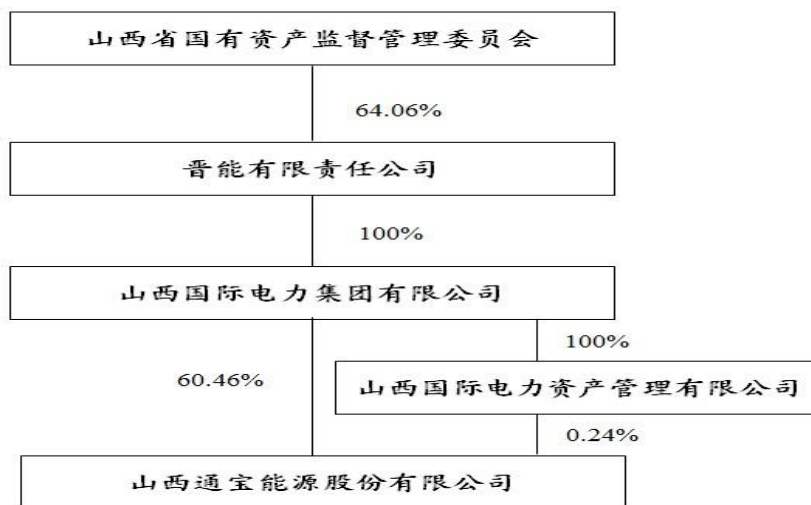 山西省国有资产监督管理委员会
64.06%
晋能有限责任公司
100%
山西国际电力集团有限公司
100%
60.46%
山西国际电力资产管理有限公司
0.24%
山西通宝能源股份有限公司